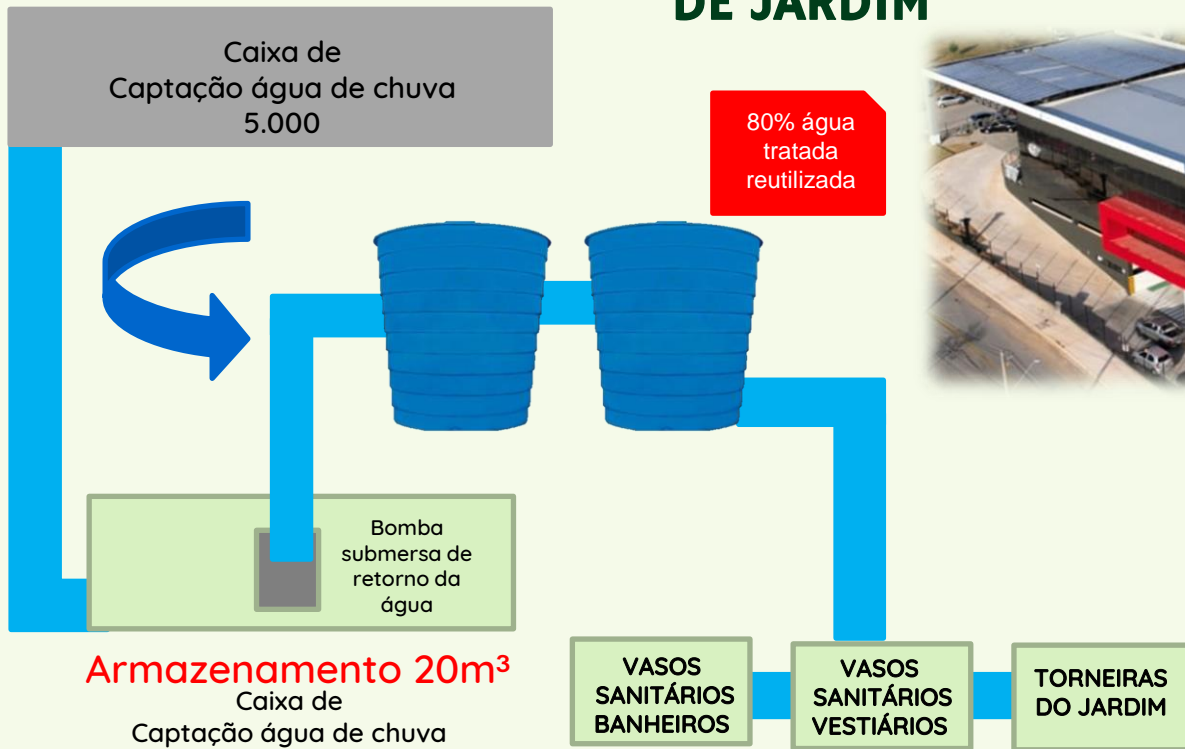 DE JARDIM
Caixa de
Captação água de chuva
5.000
80% água
tratada
reutilizada
Bomba
submersa de
retorno da
água
Armazenamento 20m³
Caixa de
Captação água de chuva
VASOS
SANITÁRIOS
BANHEIROS
VASOS
SANITÁRIOS
VESTIÁRIOS
TORNEIRAS
DO JARDIM